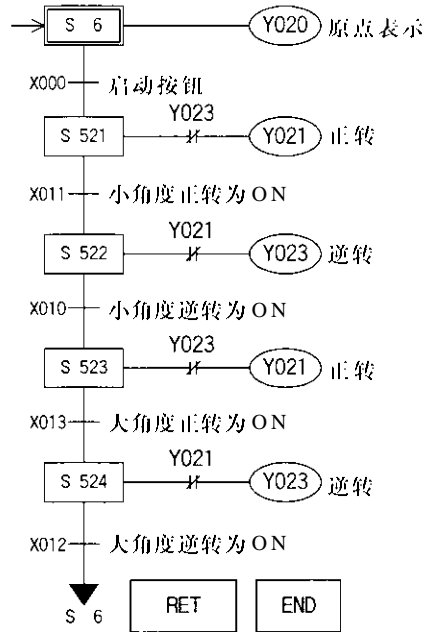 S 6 Y020 原点表示
X000 启动按钮
Y023
S 521 Y021 正转
X011 小角度正转为ON
Y021
S 522 Y023 逆转
X010 小角度逆转为ON
Y023
S 523 Y021 正转
X013 大角度正转为ON
Y021
S 524 Y023 逆转
X012 大角度逆转为ON
S 6 RET END